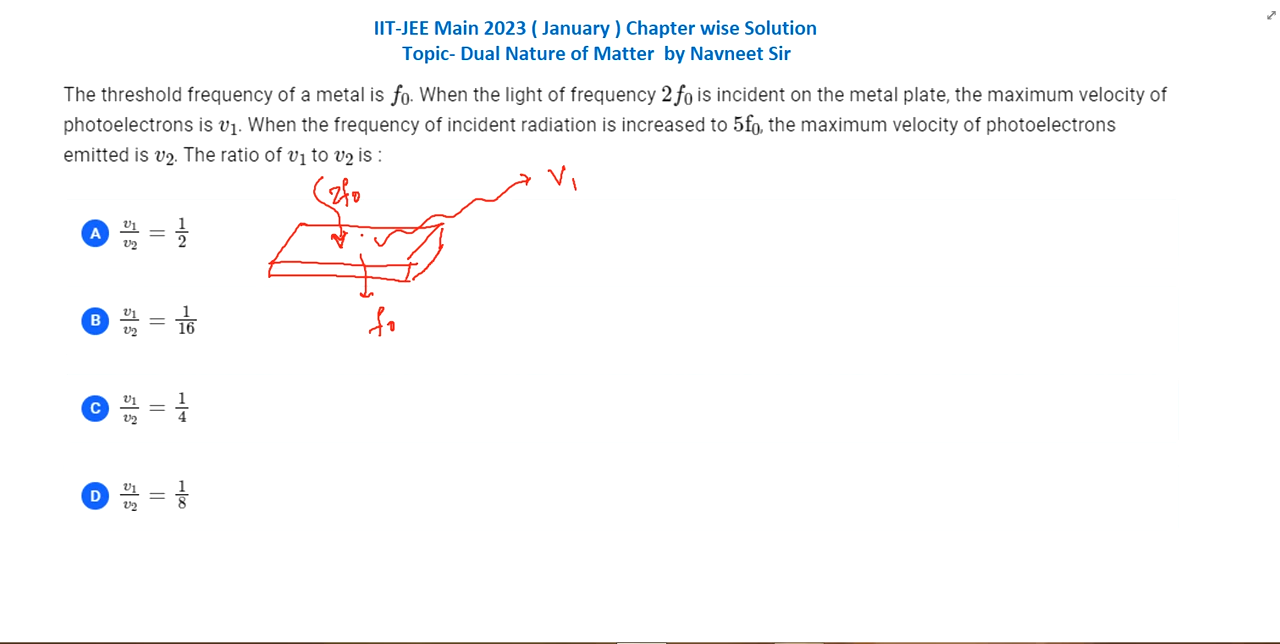 IIT-JEE Main 2023 ( January ) Chapter wise Solution
Topic- Dual Nature of Matter by Navneet Sir
The threshold frequency of a metal is f₀. When the light of frequency 2f₀ is incident on the metal plate, the maximum velocity of
photoelectrons is v₁. When the frequency of incident radiation is increased to 5f₀, the maximum velocity of photoelectrons
emitted is v₂. The ratio of v₁ to v₂ is :
2f₀
V₁
A v₁/v₂ = 1/2
f₀
B v₁/v₂ = 1/16
C v₁/v₂ = 1/4
D v₁/v₂ = 1/8